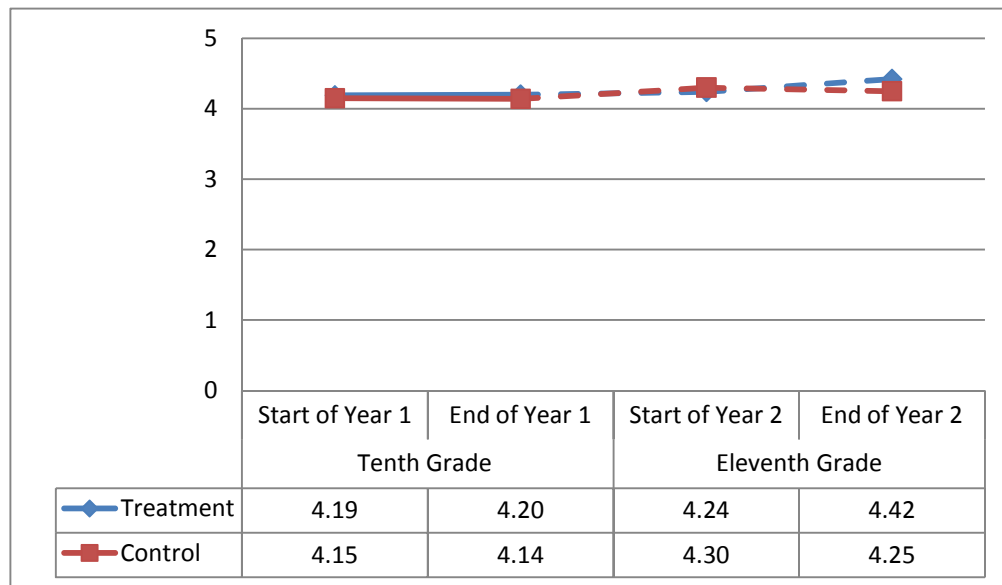 5
4
3
2
1
0
Start of Year 1 End of Year 1 Start of Year 2 End of Year 2
Tenth Grade Eleventh Grade
Treatment 4.19 4.20 4.24 4.42
Control 4.15 4.14 4.30 4.25